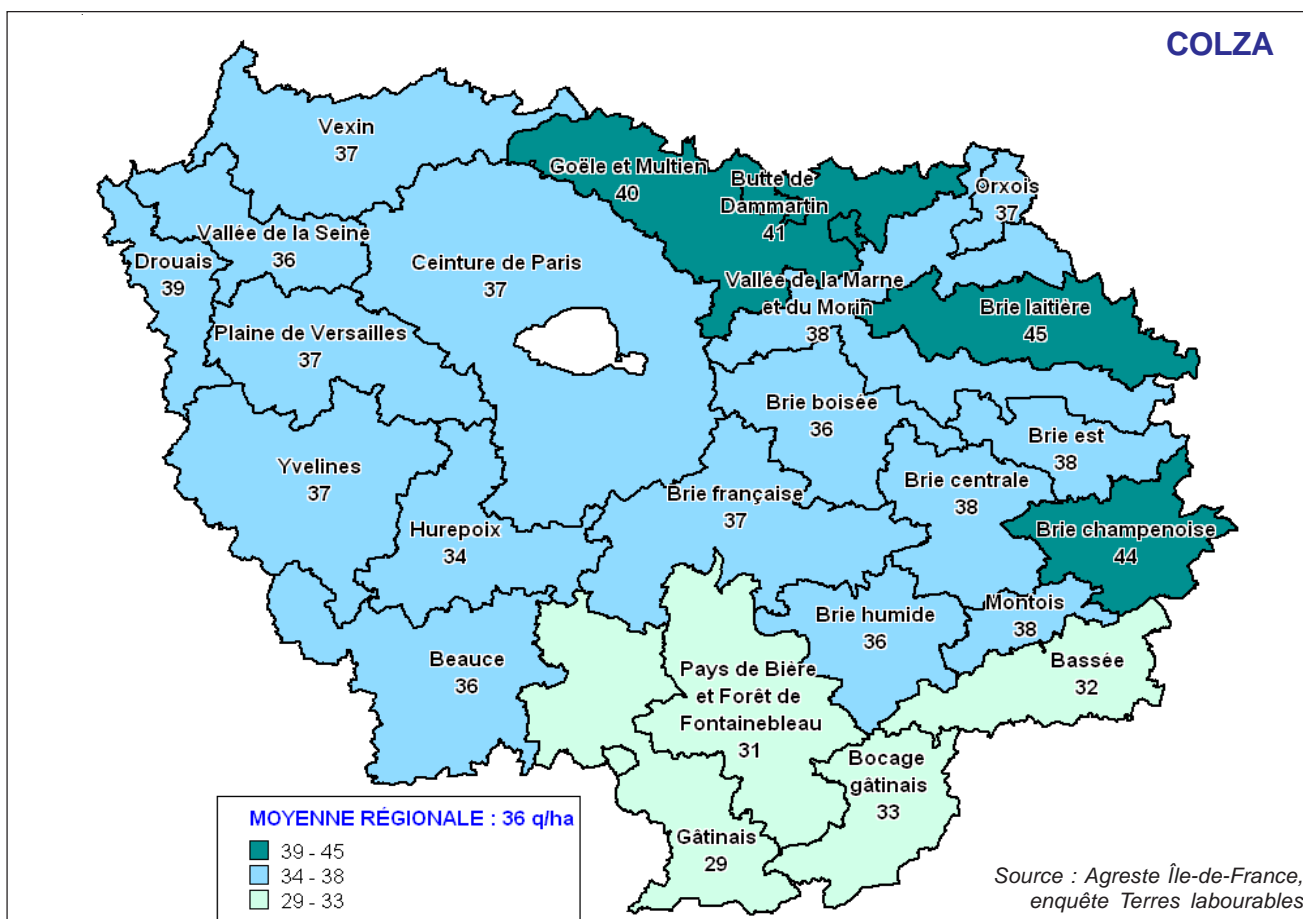 COLZA
Vexin
37
Goële et Multien
40
Butte de
Dammartin
41
Orxois
37
Vallée de la Seine
36
Drouais
39
Ceinture de Paris
37
Vallée de la Marne
et du Morin
38
Brie laitière
45
Plaine de Versailles
37
Brie boisée
36
Brie est
38
Yvelines
37
Brie centrale
38
Brie française
37
Hurepoix
34
Brie champenoise
44
Brie humide
36
Montois
38
Beauce
36
Bassée
32
Pays de Bière
et Forêt de
Fontainebleau
31
Bocage
gâtinais
33
Gâtinais
29
MOYENNE RÉGIONALE : 36 q/ha
39 - 45
34 - 38
29 - 33
Source : Agreste Île-de-France,
enquête Terres labourables